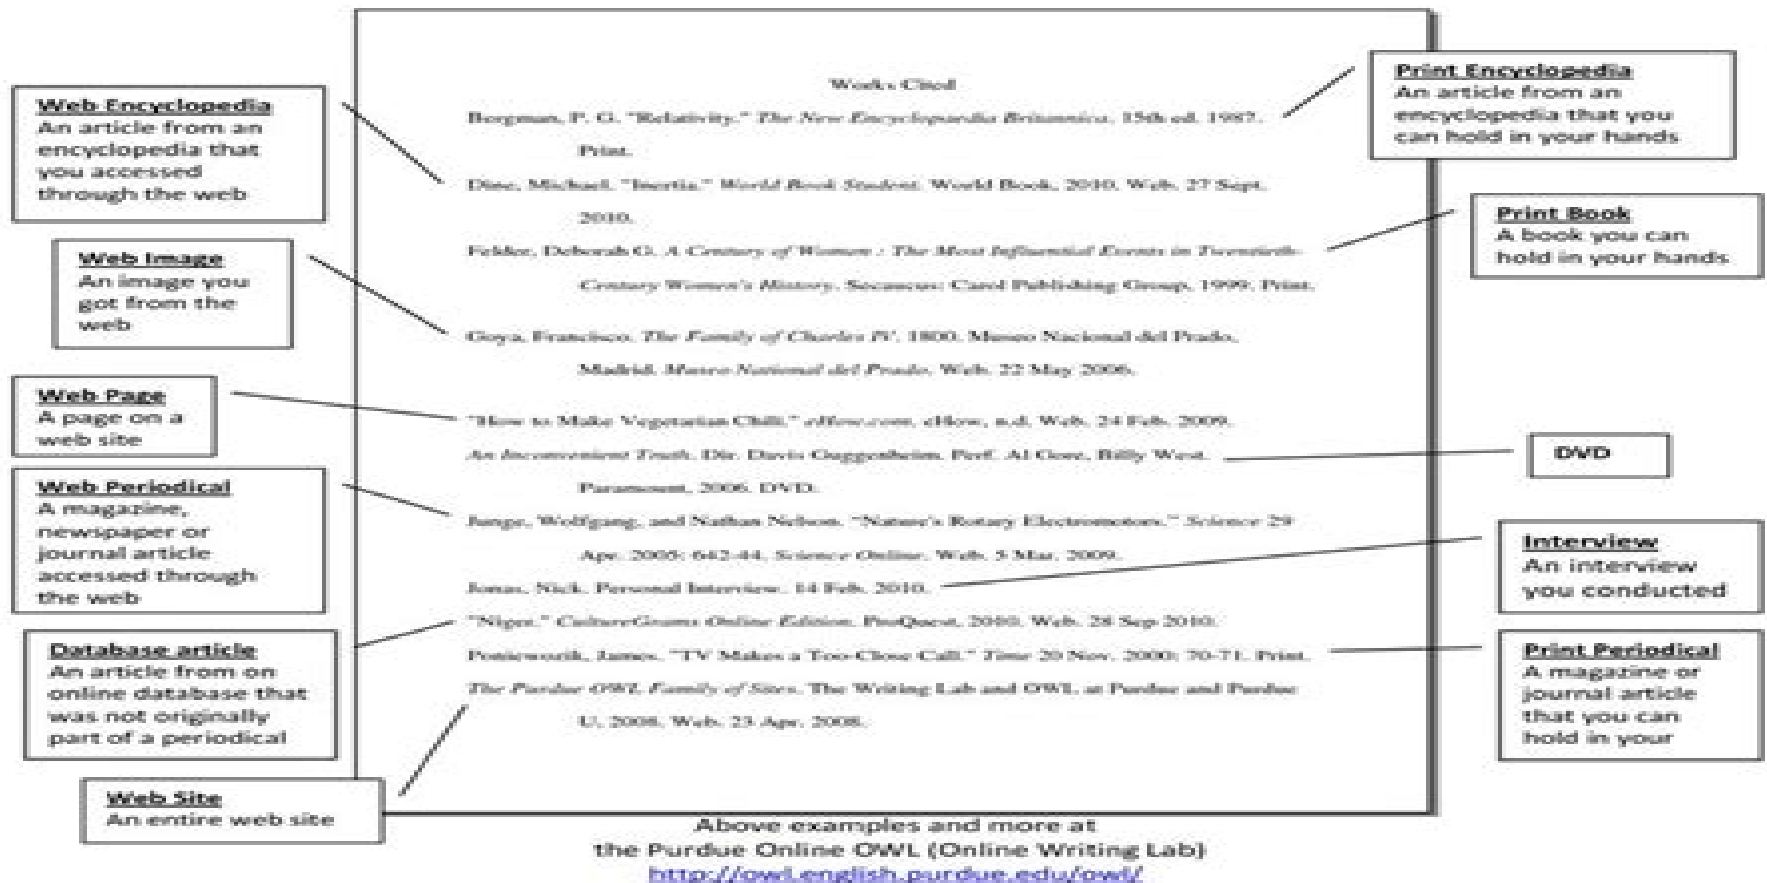 Works Cited
Bergman, P. G. "Relativity." The New Encyclopaedia Britannica. 15th ed. 1987.
Print.
Dine, Michael. "Inertia." World Book Student. World Book, 2010. Web. 27 Sept.
2010.
Felder, Deborah G. A Century of Women : The Most Influential Events in Twentieth-
Century Women's History. Secaucus: Carol Publishing Group, 1999. Print.
Goya, Francisco. The Family of Charles IV. 1800. Museo Nacional del Prado,
Madrid. Museo National del Prado. Web. 22 May 2006.
"How to Make Vegetarian Chili." eHow.com. eHow, n.d. Web. 24 Feb. 2009.
An Inconvenient Truth. Dir. Davis Guggenheim. Perf. Al Gore, Billy West.
Paramount, 2006. DVD.
Junge, Wolfgang, and Nathan Nelson. "Nature's Rotary Electromotors." Science 29
Apr. 2005: 642-44. Science Online. Web. 5 Mar. 2009.
Jonas, Nick. Personal Interview. 14 Feb. 2010.
"Niger." CultureGrams Online Edition. ProQuest, 2010. Web. 28 Sep 2010.
Poniewozik, James. "TV Makes a Too-Close Call." Time 20 Nov. 2000: 70-71. Print.
The Purdue OWL Family of Sites. The Writing Lab and OWL at Purdue and Purdue
U, 2008. Web. 23 Apr. 2008.
Web Encyclopedia
An article from an
encyclopedia that
you accessed
through the web
Web Image
An image you
got from the
web
Web Page
A page on a
web site
Web Periodical
A magazine,
newspaper or
journal article
accessed through
the web
Database article
An article from on
online database that
was not originally
part of a periodical
Web Site
An entire web site
Print Encyclopedia
An article from an
encyclopedia that you
can hold in your hands
Print Book
A book you can
hold in your hands
DVD
Interview
An interview
you conducted
Print Periodical
A magazine or
journal article
that you can
hold in your
Above examples and more at
the Purdue Online OWL (Online Writing Lab)
http://owl.english.purdue.edu/owl/